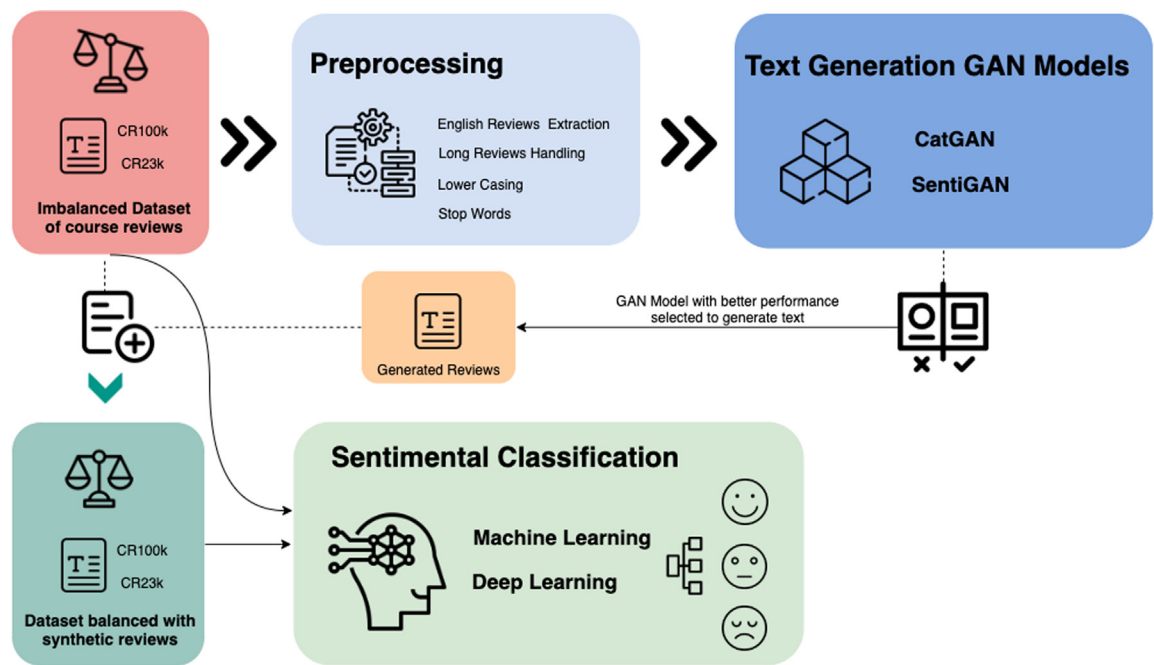 CR100k
CR23k
Imbalanced Dataset
of course reviews
Preprocessing
English Reviews Extraction
Long Reviews Handling
Lower Casing
Stop Words
Text Generation GAN Models
CatGAN
SentiGAN
GAN Model with better performance
selected to generate text
T
Generated Reviews
T
CR100k
CR23k
Dataset balanced with
synthetic reviews
Sentimental Classification
Machine Learning
Deep Learning